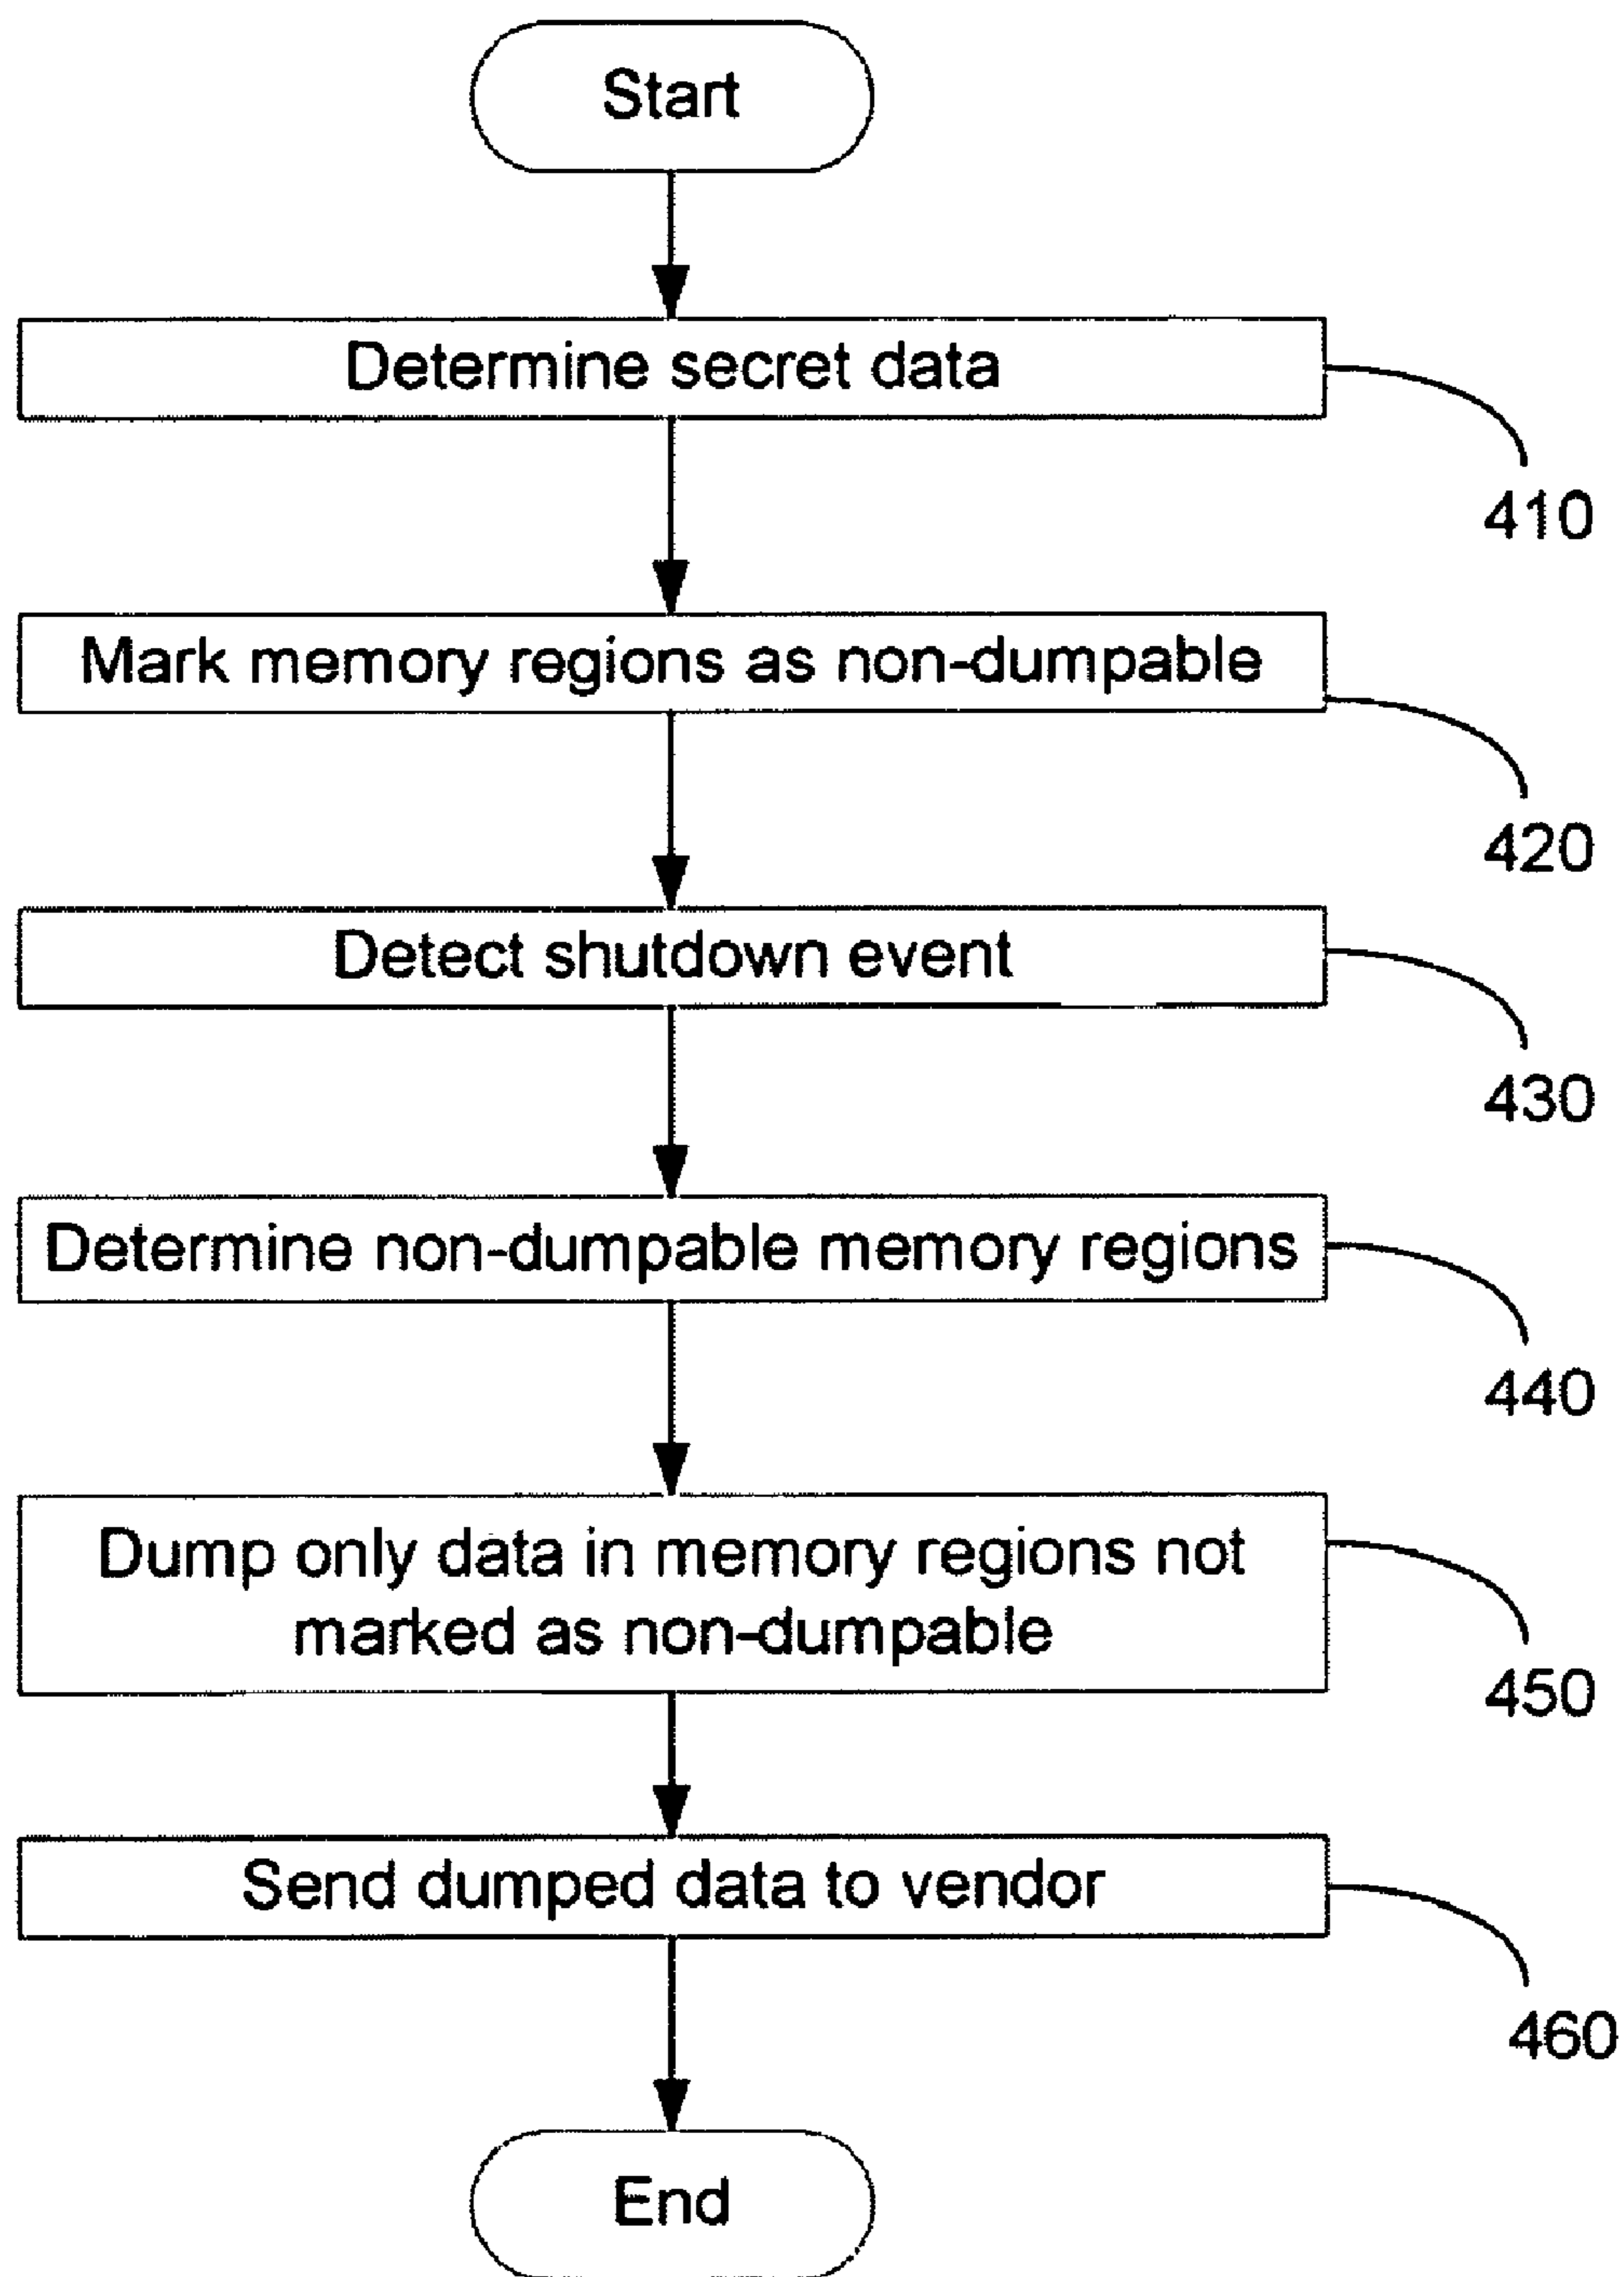 Start
Determine secret data
410
Mark memory regions as non-dumpable
420
Detect shutdown event
430
Determine non-dumpable memory regions
440
Dump only data in memory regions not
marked as non-dumpable
450
Send dumped data to vendor
460
End